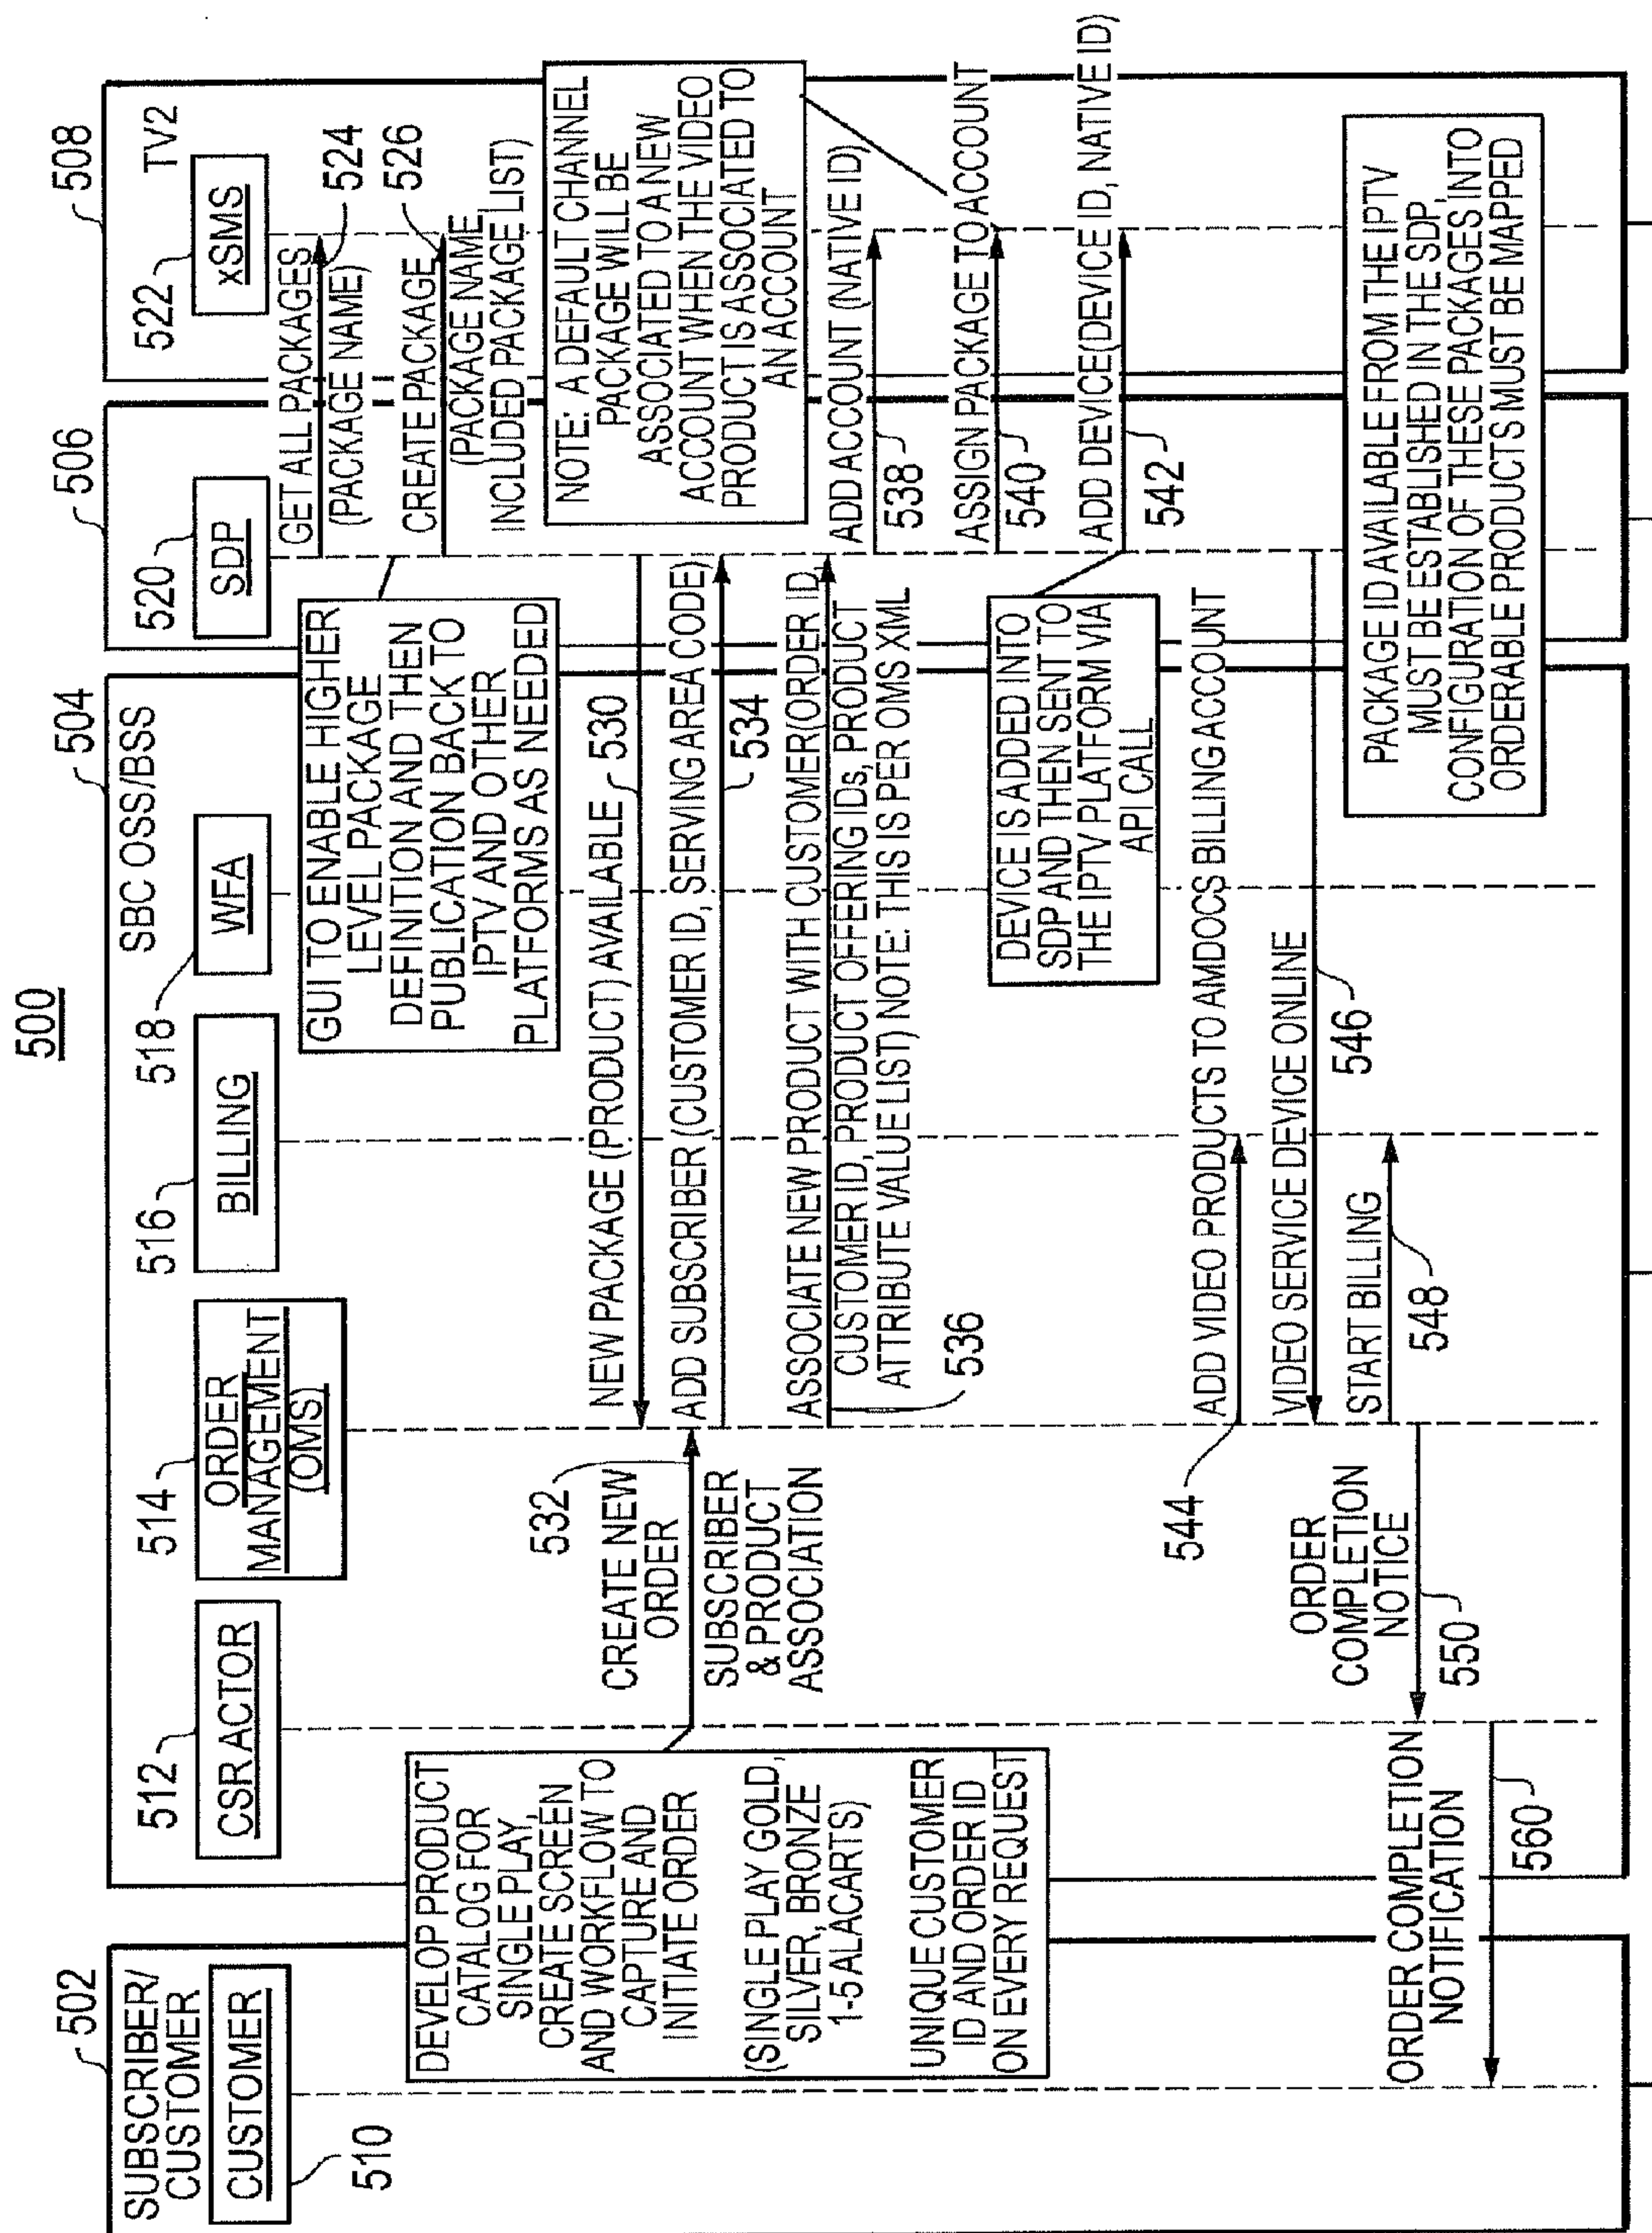 500
502
SUBSCRIBER/
CUSTOMER
CUSTOMER
510
504
SBC OSS/BSS
512
CSR ACTOR
514
ORDER
MANAGEMENT
(OMS)
516
BILLING
518
WFA
506
520
SDP
508
TV2
522
xSMS
GET ALL PACKAGES
(PACKAGE NAME)
524
CREATE PACKAGE
526
(PACKAGE NAME,
INCLUDED PACKAGE LIST)
GUI TO ENABLE HIGHER
LEVEL PACKAGE
DEFINITION AND THEN
PUBLICATION BACK TO
IPTV AND OTHER
PLATFORMS AS NEEDED
NOTE: A DEFAULT CHANNEL
PACKAGE WILL BE
ASSOCIATED TO A NEW
ACCOUNT WHEN THE VIDEO
PRODUCT IS ASSOCIATED TO
AN ACCOUNT
DEVELOP PRODUCT
CATALOG FOR
SINGLE PLAY,
CREATE SCREEN
AND WORKFLOW TO
CAPTURE AND
INITIATE ORDER
(SINGLE PLAY GOLD,
SILVER, BRONZE
1-5 ALACARTS)
UNIQUE CUSTOMER
ID AND ORDER ID
ON EVERY REQUEST
NEW PACKAGE (PRODUCT) AVAILABLE
530
532
CREATE NEW
ORDER
SUBSCRIBER
& PRODUCT
ASSOCIATION
ADD SUBSCRIBER (CUSTOMER ID, SERVING AREA CODE)
534
ASSOCIATE NEW PRODUCT WITH CUSTOMER(ORDER ID,
CUSTOMER ID, PRODUCT OFFERING IDs, PRODUCT
ATTRIBUTE VALUE LIST) NOTE: THIS IS PER OMS XML
536
ADD ACCOUNT (NATIVE ID)
538
ASSIGN PACKAGE TO ACCOUNT
540
ADD DEVICE(DEVICE ID, NATIVE ID)
542
DEVICE IS ADDED INTO
SDP AND THEN SENT TO
THE IPTV PLATFORM VIA
API CALL
ADD VIDEO PRODUCTS TO AMDOCS BILLING ACCOUNT
544
VIDEO SERVICE DEVICE ONLINE
546
START BILLING
548
ORDER
COMPLETION
NOTICE
550
ORDER COMPLETION
NOTIFICATION
560
PACKAGE ID AVAILABLE FROM THE IPTV
MUST BE ESTABLISHED IN THE SDP,
CONFIGURATION OF THESE PACKAGES INTO
ORDERABLE PRODUCTS MUST BE MAPPED